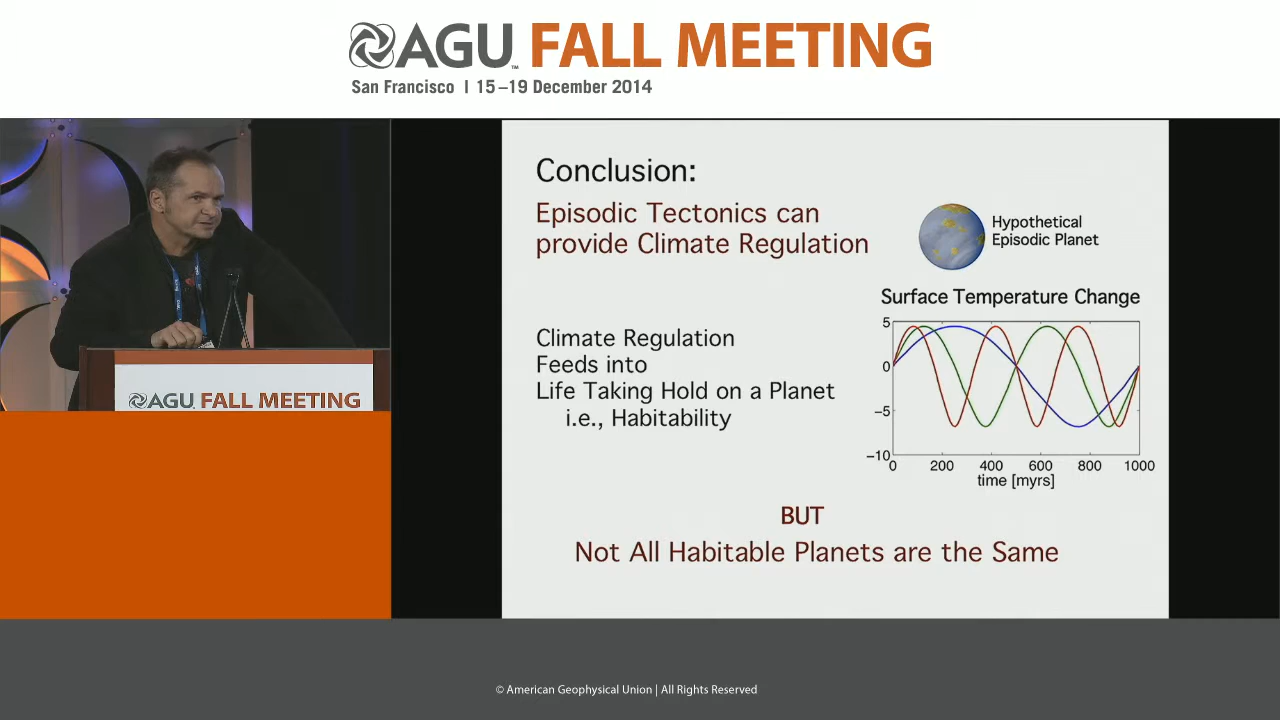 AGU™ FALL MEETING
San Francisco | 15–19 December 2014
Conclusion:
Episodic Tectonics can
provide Climate Regulation
Hypothetical
Episodic Planet
Climate Regulation
Feeds into
Life Taking Hold on a Planet
i.e., Habitability
Surface Temperature Change
5
0
−5
−10
0 200 400 600 800 1000
time [myrs]
BUT
Not All Habitable Planets are the Same
AGU FALL MEETING
© American Geophysical Union | All Rights Reserved